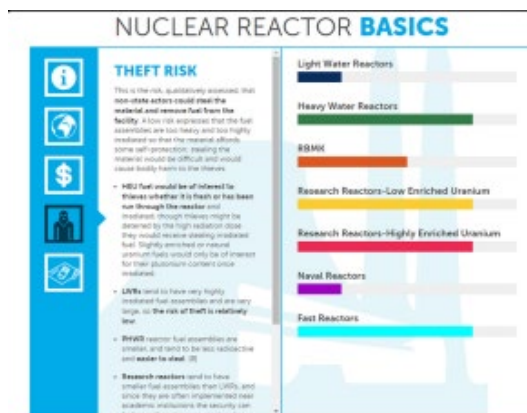 NUCLEAR REACTOR BASICS
THEFT RISK
This is the risk, qualitatively assessed, that
non-state actors could steal the
material and remove fuel from the
facility. A low risk expresses that the fuel
assemblies are too heavy and too highly
irradiated so that the material affords
some self-protection, stealing the
material would be difficult and would
cause bodily harm to the thieves.
• HEU fuel would be of interest to
thieves whether it is fresh or has been
run through the reactor and
irradiated, though thieves might be
deterred by the high radiation dose
they would receive stealing irradiated
fuel. Slightly enriched or natural
uranium fuels would only be of interest
for their plutonium content once
irradiated.
• LWRs tend to have very highly
irradiated fuel assemblies and are very
large, so the risk of theft is relatively
low.
• PHWR reactor fuel assemblies are
smaller, and tend to be less radioactive
and easier to steal.
• Research reactors tend to have
smaller fuel assemblies than LWRs, and
since they are often implemented near
academic institutions the security can
Light Water Reactors
Heavy Water Reactors
RBMK
Research Reactors-Low Enriched Uranium
Research Reactors-Highly Enriched Uranium
Naval Reactors
Fast Reactors